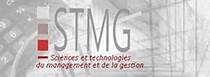 STMG
Sciences et technologies
du management et de la gestion